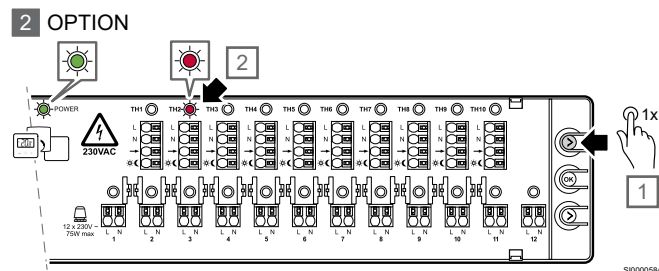 2 OPTION
2
1x
POWER TH1 TH2 TH3 TH4 TH5 TH6 TH7 TH8 TH9 TH10
L L L L L L L L L L
N N N N N N N N N N
230VAC
OK
1
12 x 230V ~
75W max
L N L N L N L N L N L N L N L N L N L N L N L N
1 2 3 4 5 6 7 8 9 10 11 12